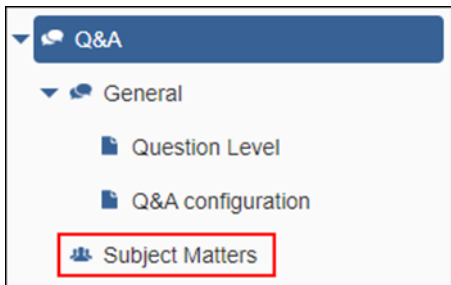 Q&A
General
Question Level
Q&A configuration
Subject Matters